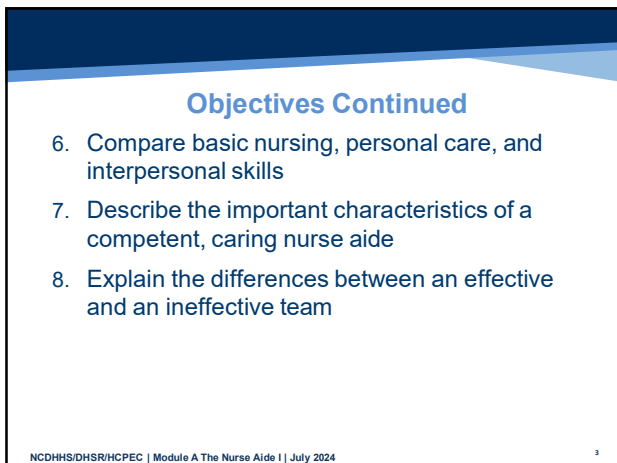 Objectives Continued
6. Compare basic nursing, personal care, and
interpersonal skills
7. Describe the important characteristics of a
competent, caring nurse aide
8. Explain the differences between an effective
and an ineffective team
NCDHHS/DHSR/HCPEC | Module A The Nurse Aide I | July 2024
3